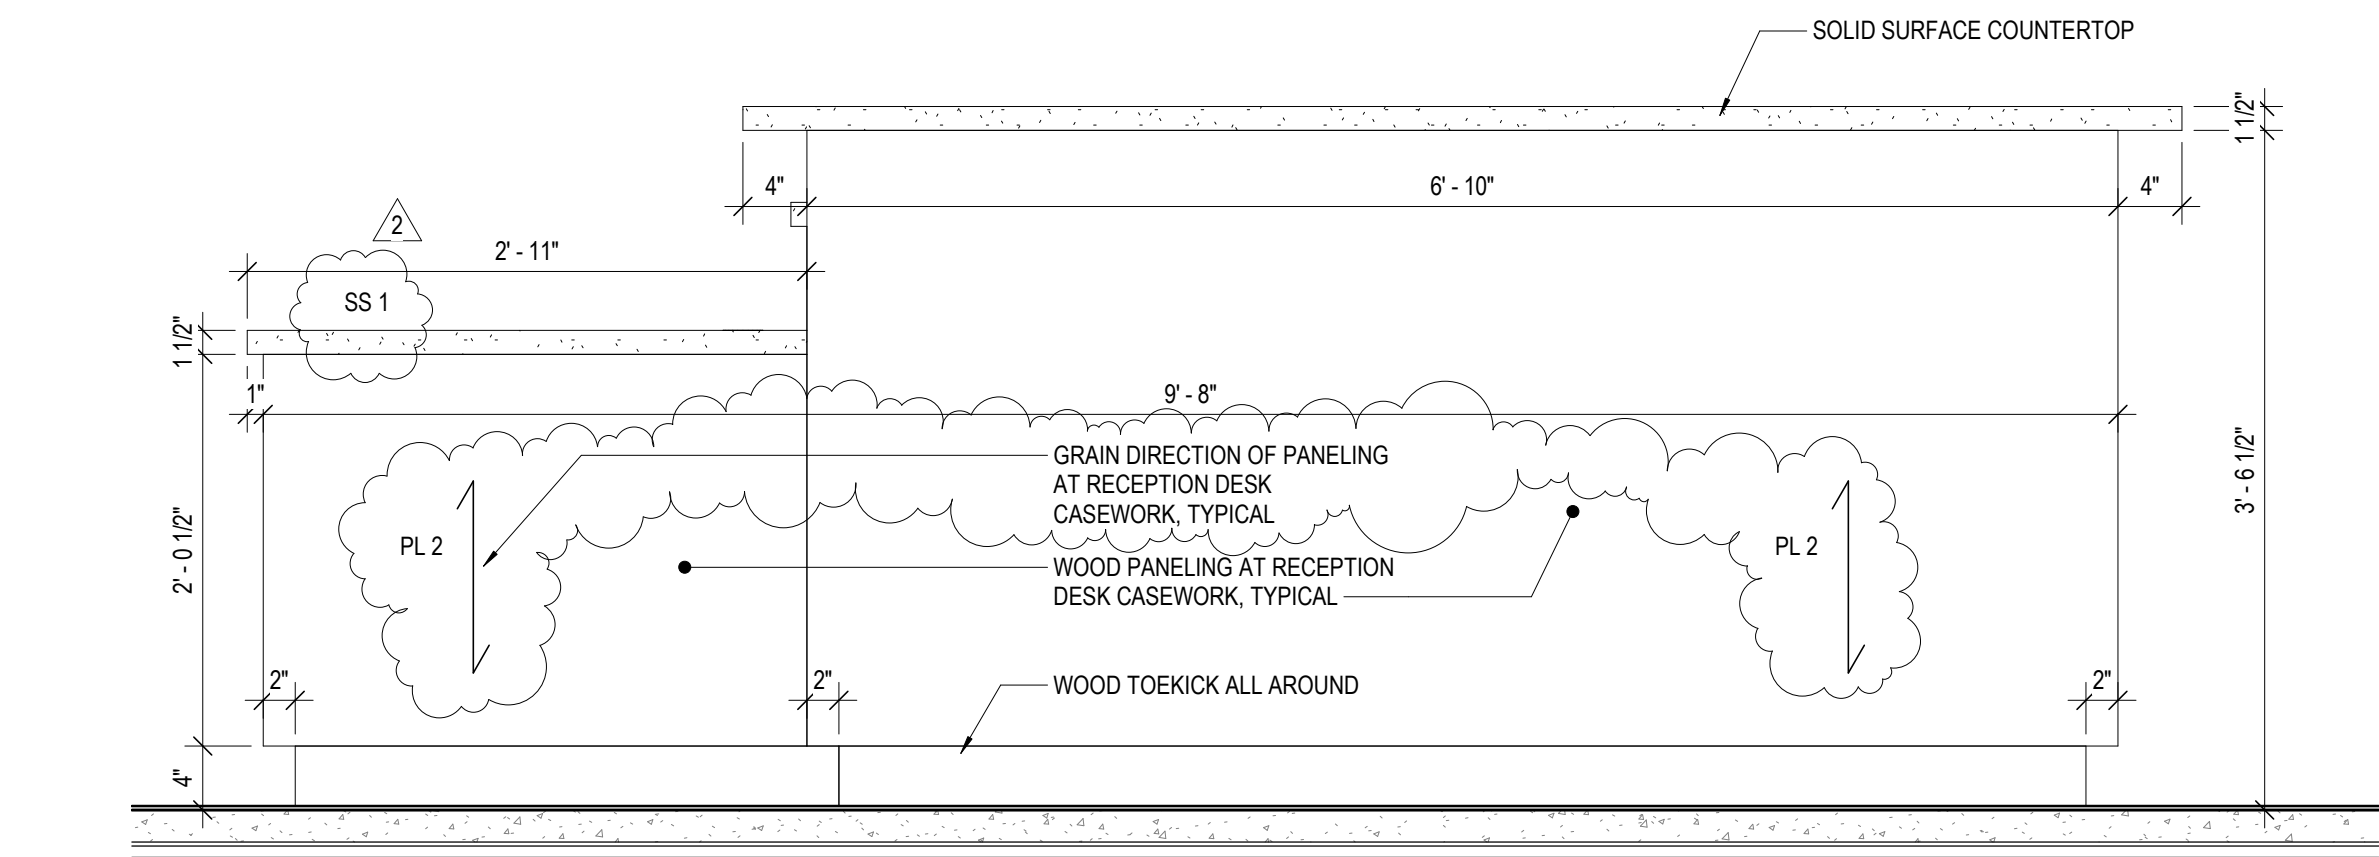 SOLID SURFACE COUNTERTOP
1 1/2"
4"
6' - 10"
4"
2
2' - 11"
SS 1
1 1/2"
1"
9' - 8"
GRAIN DIRECTION OF PANELING
AT RECEPTION DESK
CASEWORK, TYPICAL
3' - 6 1/2"
2' - 0 1/2"
PL 2
PL 2
WOOD PANELING AT RECEPTION
DESK CASEWORK, TYPICAL
2"
2"
WOOD TOEKICK ALL AROUND
2"
4"